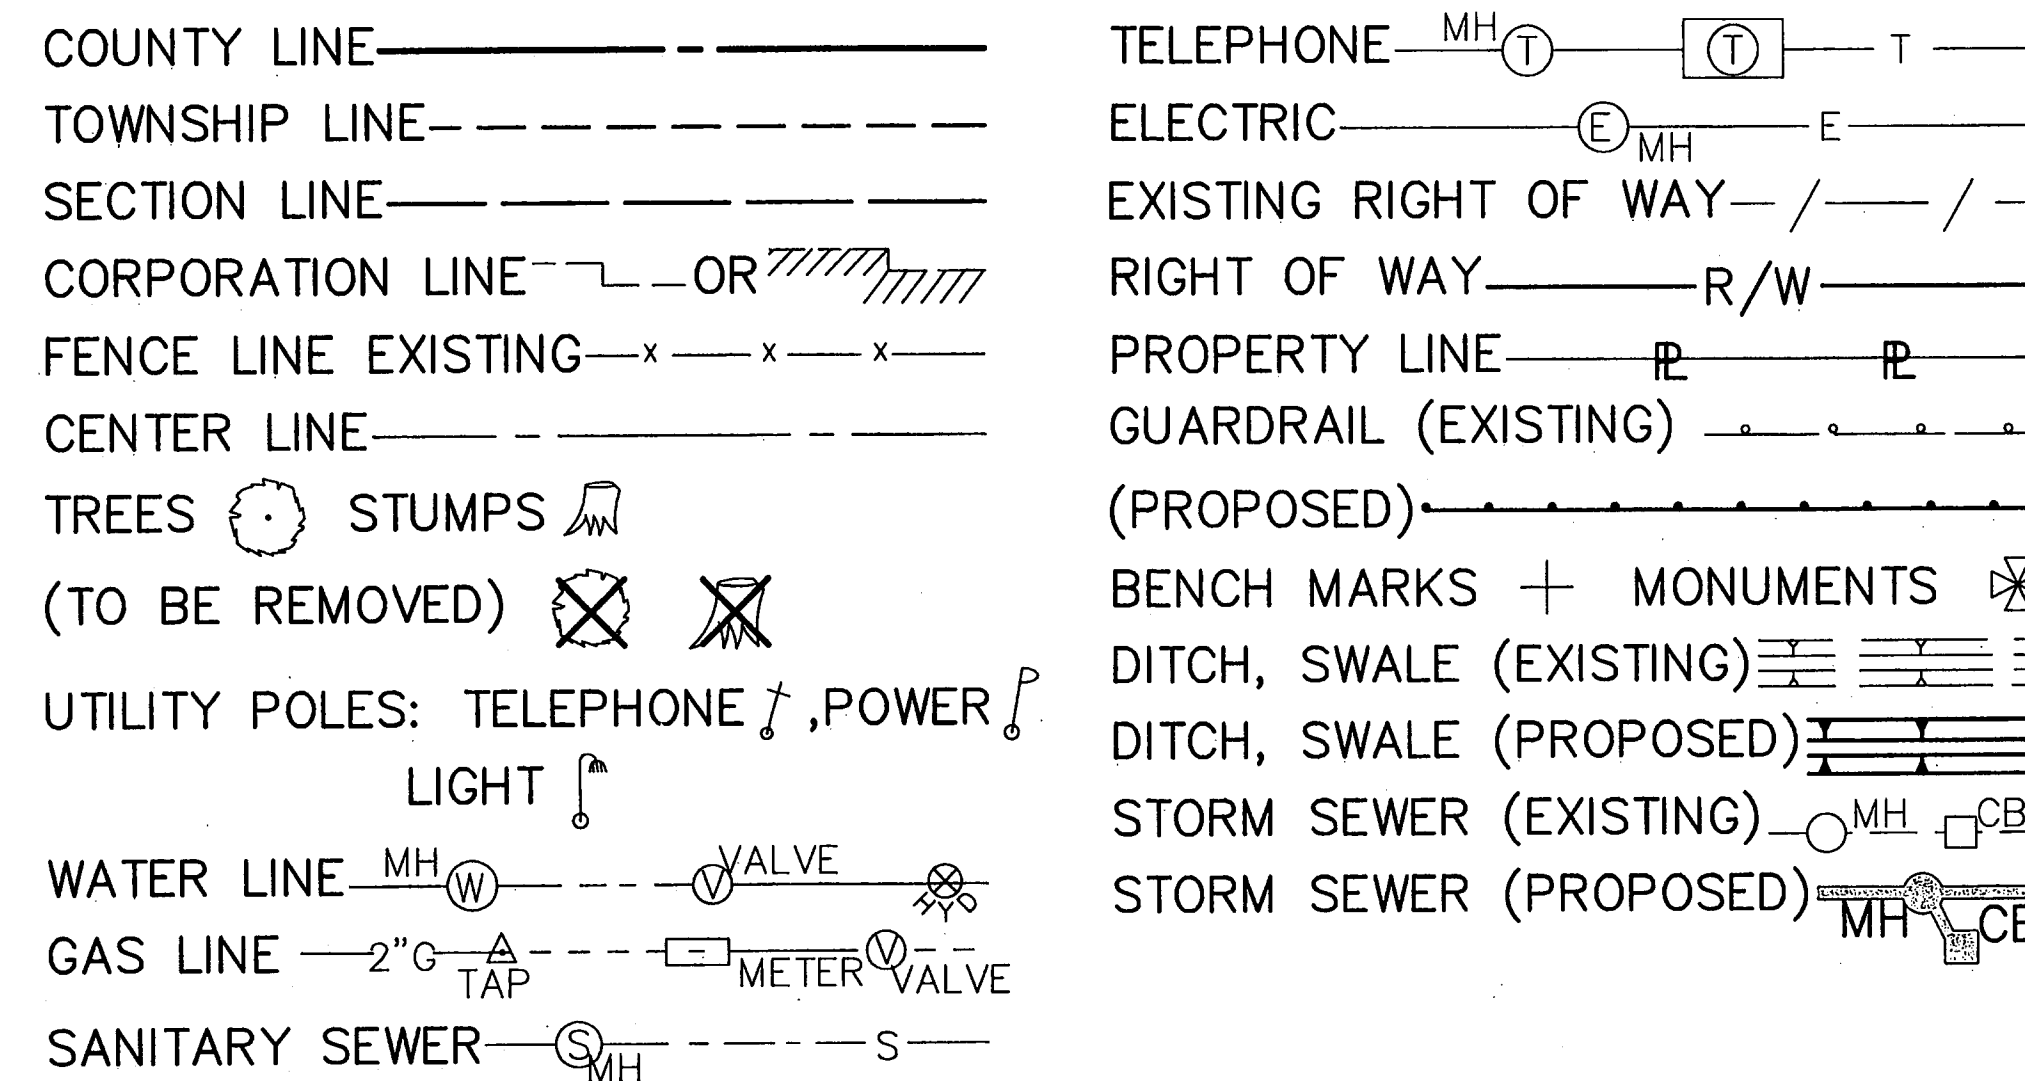 COUNTY LINE
TOWNSHIP LINE
SECTION LINE
CORPORATION LINE OR
FENCE LINE EXISTING x x x
CENTER LINE
TREES STUMPS
(TO BE REMOVED)
UTILITY POLES: TELEPHONE , POWER
LIGHT
WATER LINE MH W V VALVE HYD
GAS LINE 2"G TAP METER V VALVE
SANITARY SEWER S MH S
TELEPHONE MH T T T
ELECTRIC E MH E
EXISTING RIGHT OF WAY
RIGHT OF WAY R/W
PROPERTY LINE PL PL
GUARDRAIL (EXISTING)
(PROPOSED)
BENCH MARKS MONUMENTS
DITCH, SWALE (EXISTING)
DITCH, SWALE (PROPOSED)
STORM SEWER (EXISTING) MH CB
STORM SEWER (PROPOSED) MH CB